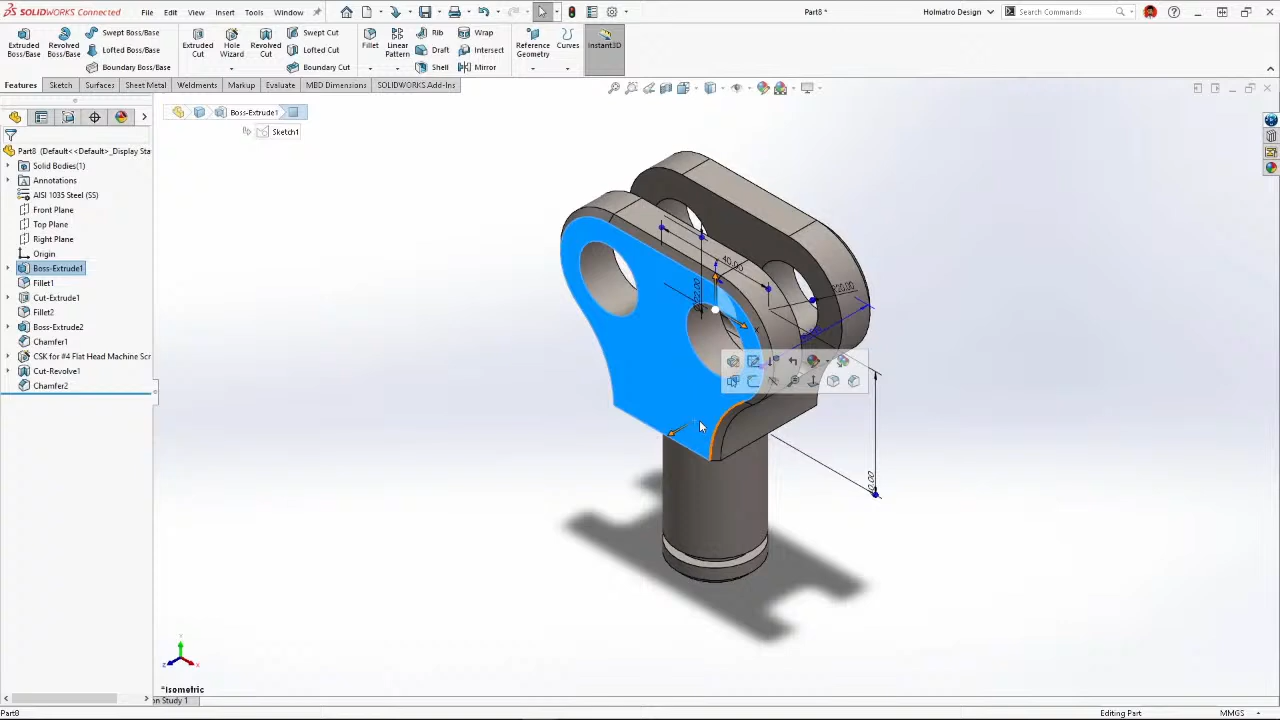 SOLIDWORKS Connected
File Edit View Insert Tools Window
Part8 *
Holmatro Design
Search Commands
Extruded Boss/Base
Revolved Boss/Base
Swept Boss/Base
Lofted Boss/Base
Boundary Boss/Base
Extruded Cut
Hole Wizard
Revolved Cut
Swept Cut
Lofted Cut
Boundary Cut
Fillet
Linear Pattern
Rib
Draft
Shell
Wrap
Intersect
Mirror
Reference Geometry
Curves
Instant3D
Features Sketch Surfaces Sheet Metal Weldments Markup Evaluate MBD Dimensions SOLIDWORKS Add-Ins
Boss-Extrude1
Sketch1
Part8 (Default<<Default>_Display Sta
Solid Bodies(1)
Annotations
AISI 1035 Steel (SS)
Front Plane
Top Plane
Right Plane
Origin
Boss-Extrude1
Fillet1
Cut-Extrude1
Fillet2
Boss-Extrude2
Chamfer1
CSK for #4 Flat Head Machine Scr
Cut-Revolve1
Chamfer2
40.00
*Isometric
on Study 1
Part8
Editing Part
MMGS